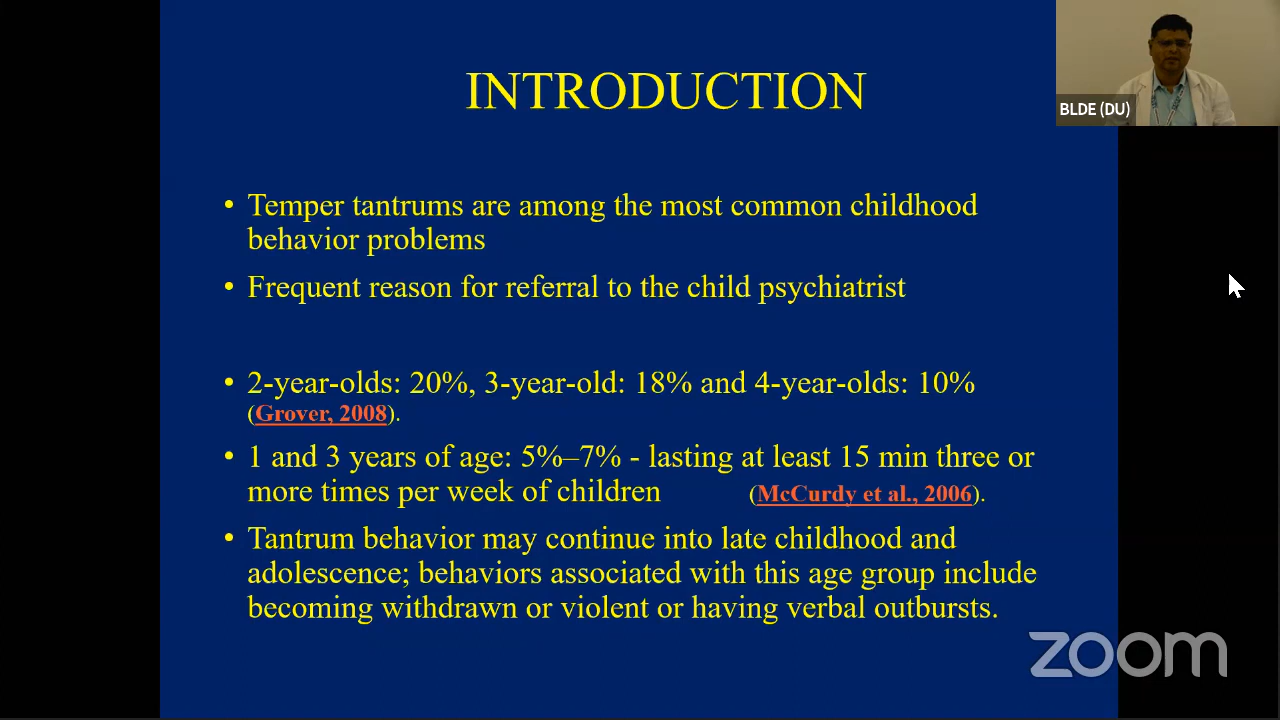 INTRODUCTION
BLDE (DU)
• Temper tantrums are among the most common childhood
behavior problems
• Frequent reason for referral to the child psychiatrist
• 2-year-olds: 20%, 3-year-old: 18% and 4-year-olds: 10%
(Grover, 2008).
• 1 and 3 years of age: 5%–7% - lasting at least 15 min three or
more times per week of children (McCurdy et al., 2006).
• Tantrum behavior may continue into late childhood and
adolescence; behaviors associated with this age group include
becoming withdrawn or violent or having verbal outbursts.
zoom